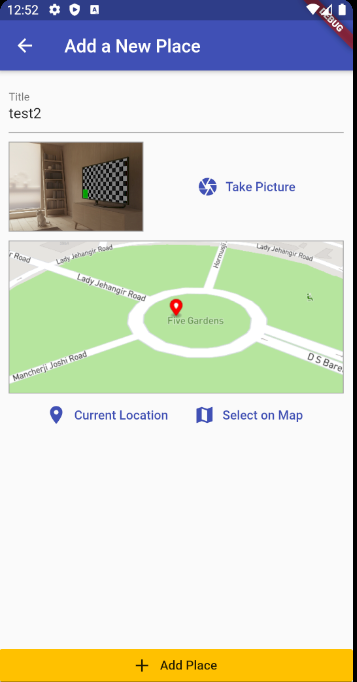 12:52
A
DEBUG
Add a New Place
Title
test2
Take Picture
Lady Jehangir Road
Lady Jehangir Road
r Road
Lady Jehangir Road
Hormusji
Five Gardens
Mancherji Joshi Road
D S Bare
Current Location
Select on Map
Add Place